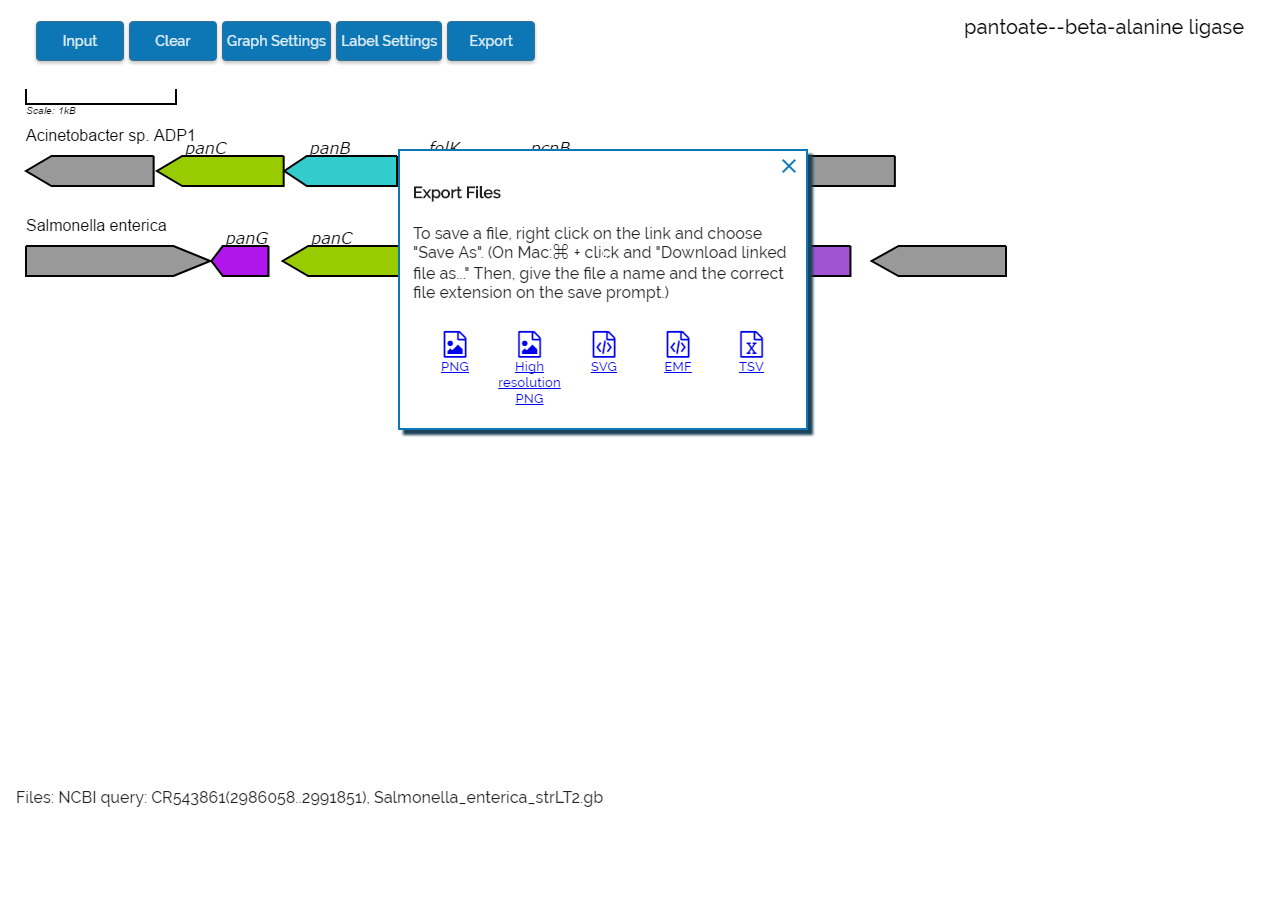 Input Clear Graph Settings Label Settings Export
pantoate--beta-alanine ligase
Scale: 1kB
Acinetobacter sp. ADP1
panC panB folK pcnB
Salmonella enterica
panG panC
Export Files
To save a file, right click on the link and choose
"Save As". (On Mac:⌘ + click and "Download linked
file as..." Then, give the file a name and the correct
file extension on the save prompt.)
PNG
High
resolution
PNG
SVG
EMF
TSV
Files: NCBI query: CR543861(2986058..2991851), Salmonella_enterica_strLT2.gb